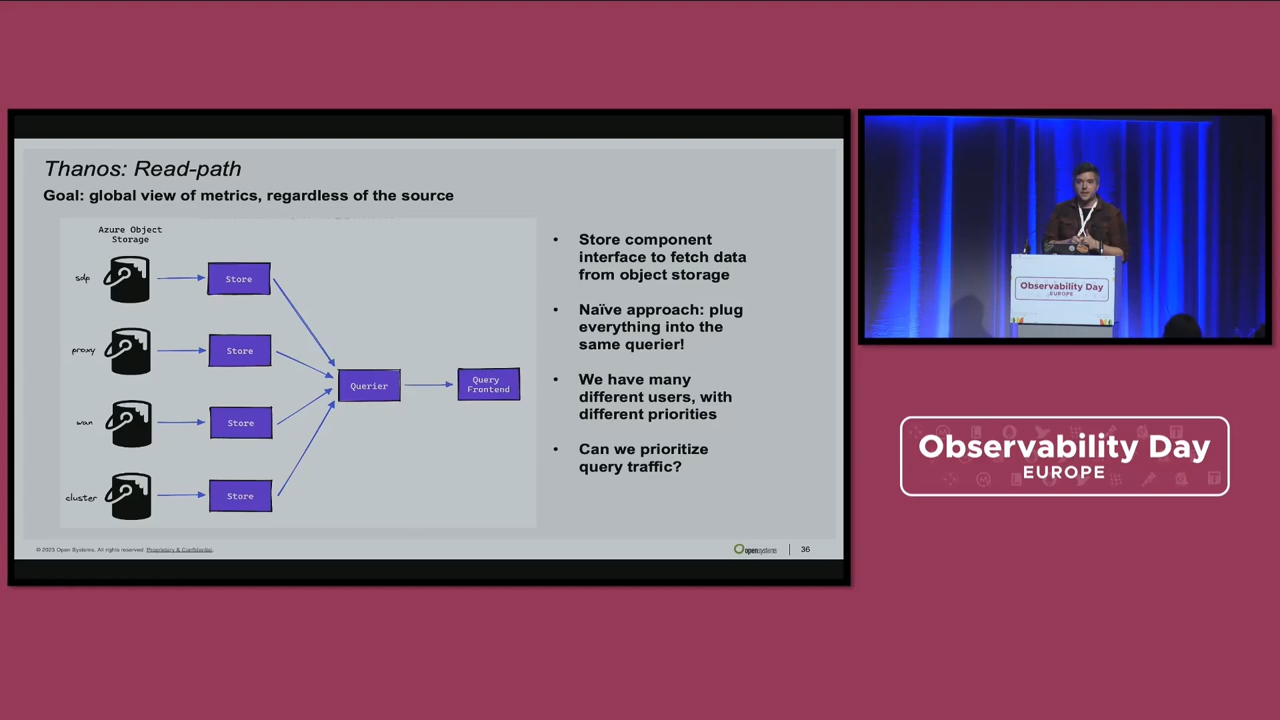 Thanos: Read-path
Goal: global view of metrics, regardless of the source
Azure Object
Storage
sdp
Store
proxy
Store
wan
Store
cluster
Store
Querier
Query
Frontend
• Store component
interface to fetch data
from object storage
• Naïve approach: plug
everything into the
same querier!
• We have many
different users, with
different priorities
• Can we prioritize
query traffic?
© 2023 Open Systems. All rights reserved. Proprietary & Confidential.
opensystems
36
Observability Day
EUROPE
Observability Day
EUROPE